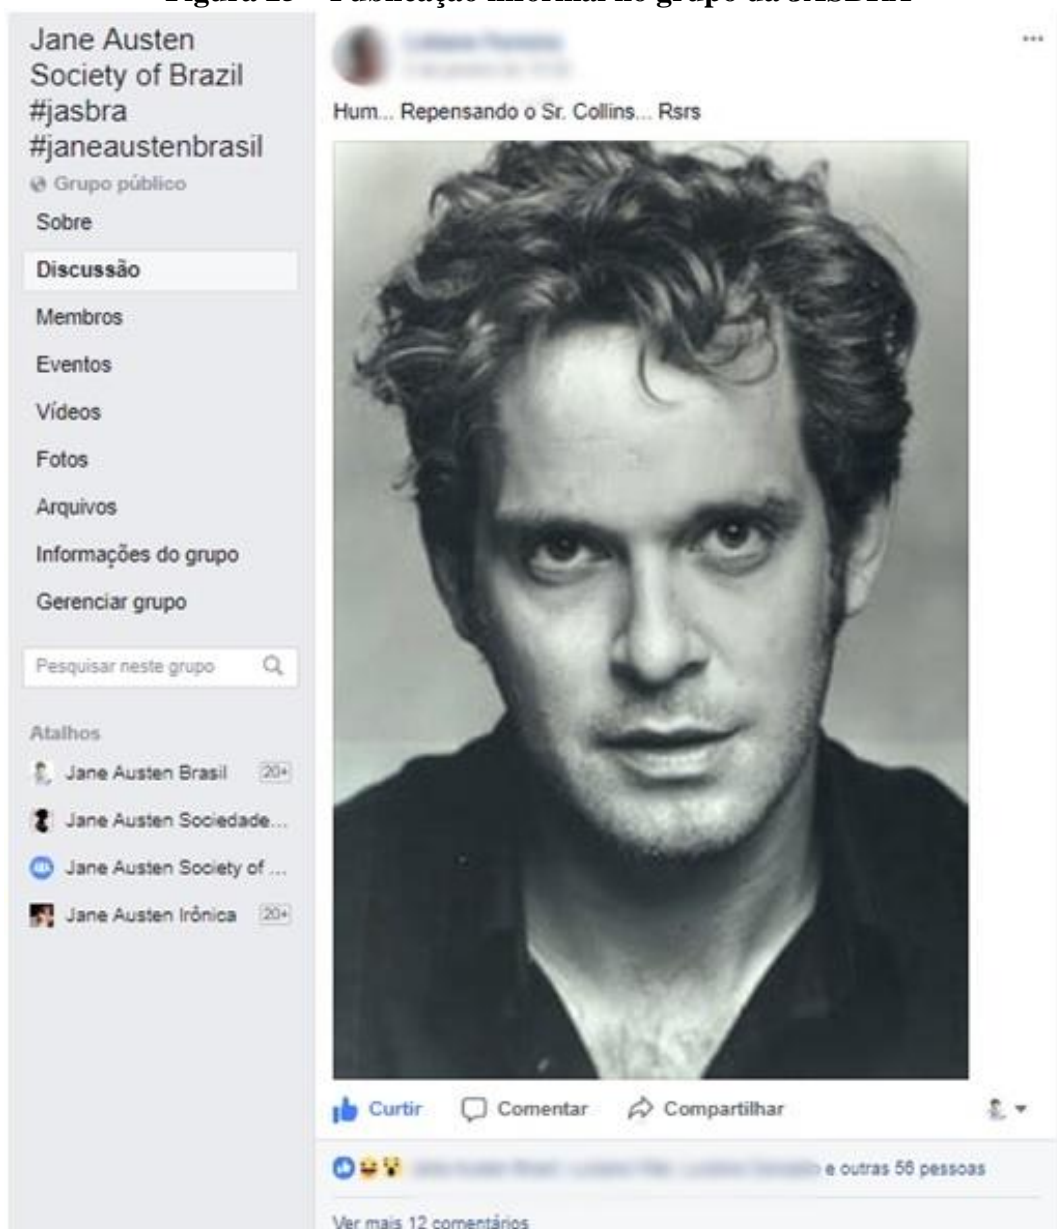 Jane Austen
Society of Brazil
#jasbra
#janeaustenbrasil
Grupo público
Sobre
Discussão
Membros
Eventos
Vídeos
Fotos
Arquivos
Informações do grupo
Gerenciar grupo
Pesquisar neste grupo
Atalhos
Jane Austen Brasil 20+
Jane Austen Sociedade...
Jane Austen Society of ...
Jane Austen Irônica 20+
Hum... Repensando o Sr. Collins... Rsrs
Curtir Comentar Compartilhar
e outras 56 pessoas
Ver mais 12 comentários